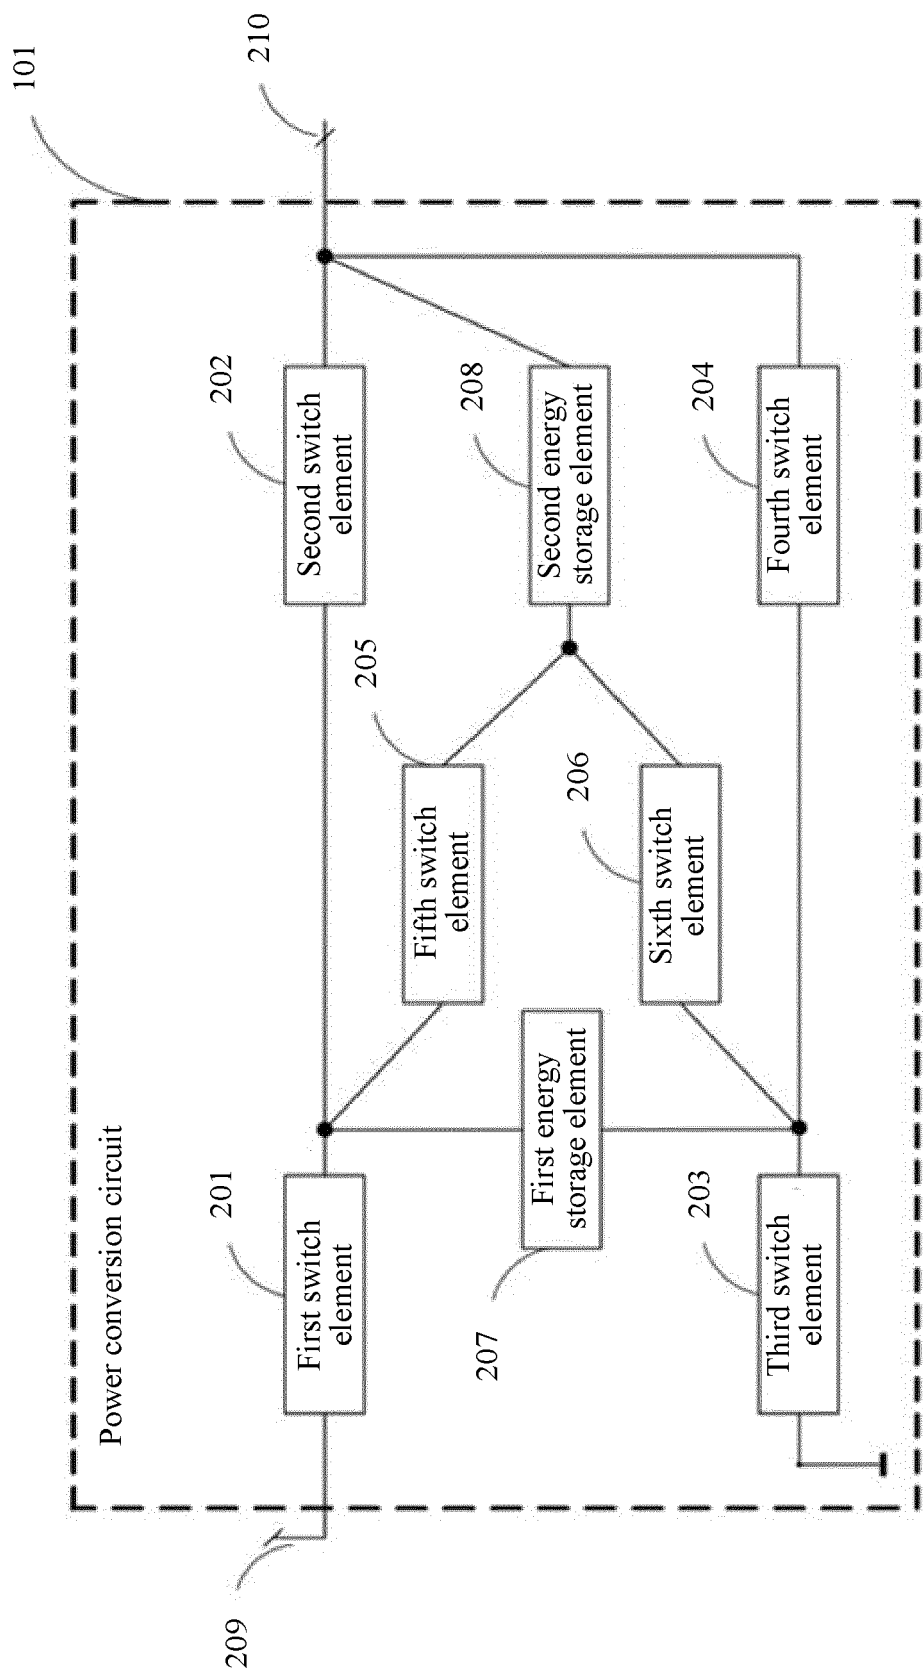 101
210
Power conversion circuit
209
201
First switch
element
202
Second switch
element
205
Fifth switch
element
207
First energy
storage element
208
Second energy
storage element
206
Sixth switch
element
203
Third switch
element
204
Fourth switch
element